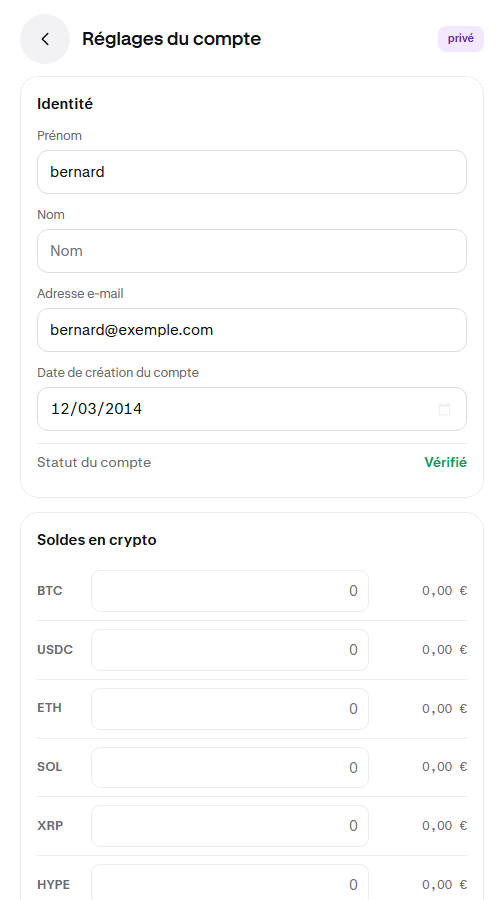 Réglages du compte
privé
Identité
Prénom
bernard
Nom
Nom
Adresse e-mail
bernard@exemple.com
Date de création du compte
12/03/2014
Statut du compte Vérifié
Soldes en crypto
BTC 0 0,00 €
USDC 0 0,00 €
ETH 0 0,00 €
SOL 0 0,00 €
XRP 0 0,00 €
HYPE 0 0,00 €